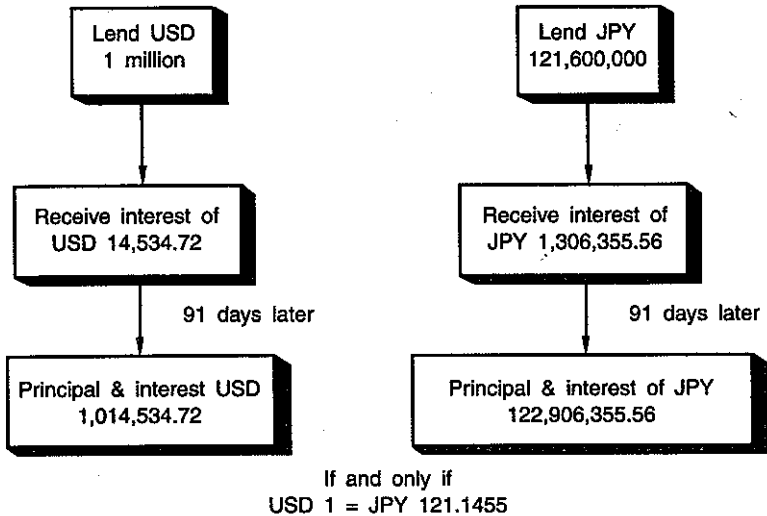 Lend USD
1 million
Receive interest of
USD 14,534.72
91 days later
Principal & interest USD
1,014,534.72
Lend JPY
121,600,000
Receive interest of
JPY 1,306,355.56
91 days later
Principal & interest of JPY
122,906,355.56
If and only if
USD 1 = JPY 121.1455